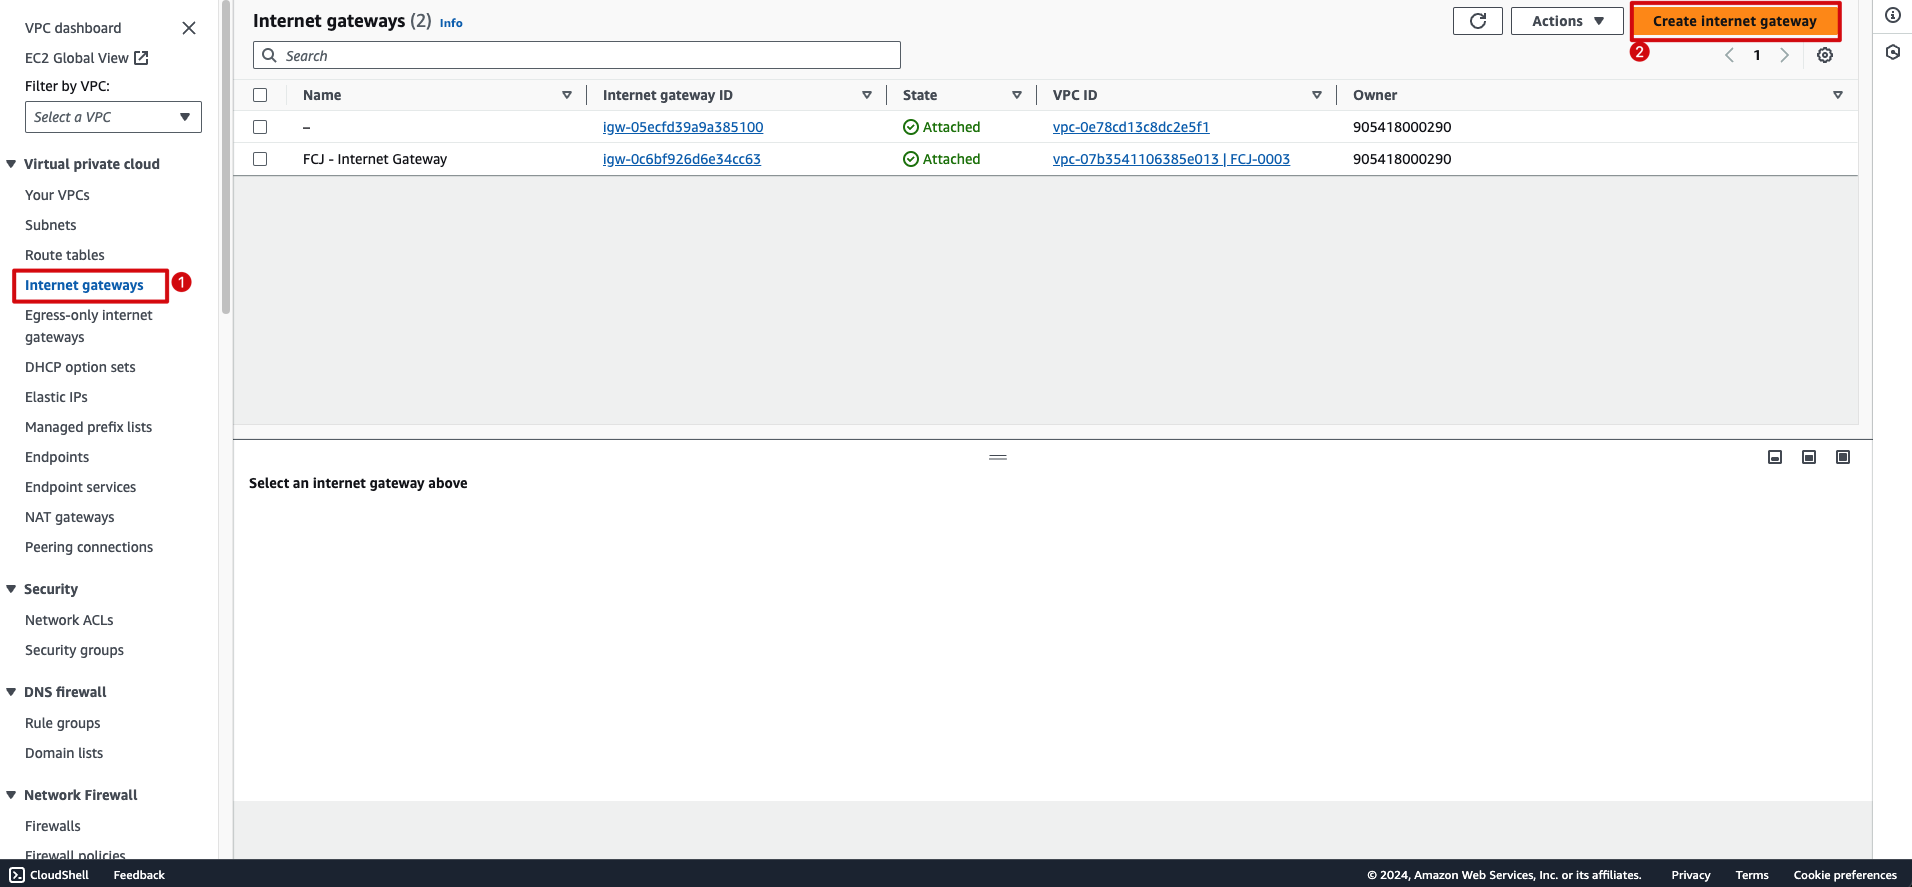 VPC dashboard
EC2 Global View
Filter by VPC:
Select a VPC
Virtual private cloud
Your VPCs
Subnets
Route tables
Internet gateways
1
Egress-only internet
gateways
DHCP option sets
Elastic IPs
Managed prefix lists
Endpoints
Endpoint services
NAT gateways
Peering connections
Security
Network ACLs
Security groups
DNS firewall
Rule groups
Domain lists
Network Firewall
Firewalls
Firewall policies
Internet gateways (2) Info
Actions
Create internet gateway
2
Search
1
Name Internet gateway ID State VPC ID Owner
– igw-05ecfd39a9a385100 Attached vpc-0e78cd13c8dc2e5f1 905418000290
FCJ - Internet Gateway igw-0c6bf926d6e34cc63 Attached vpc-07b3541106385e013 | FCJ-0003 905418000290
Select an internet gateway above
CloudShell Feedback © 2024, Amazon Web Services, Inc. or its affiliates. Privacy Terms Cookie preferences